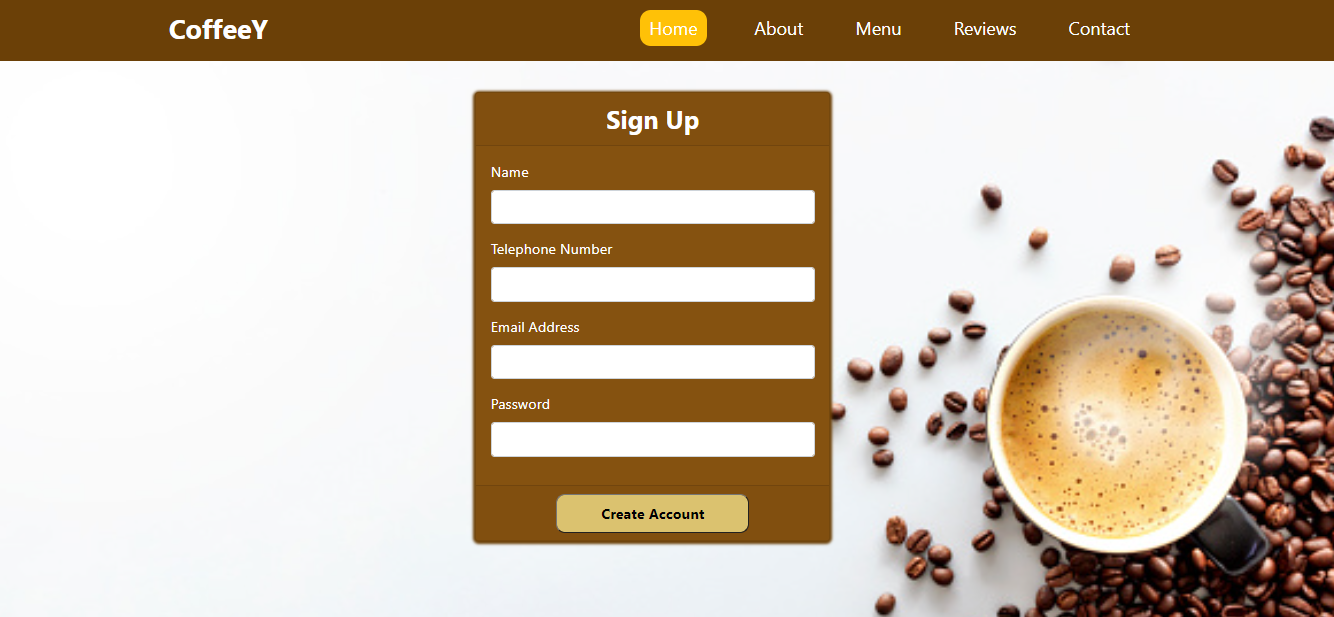 CoffeeY Home About Menu Reviews Contact
Sign Up
Name
Telephone Number
Email Address
Password
Create Account